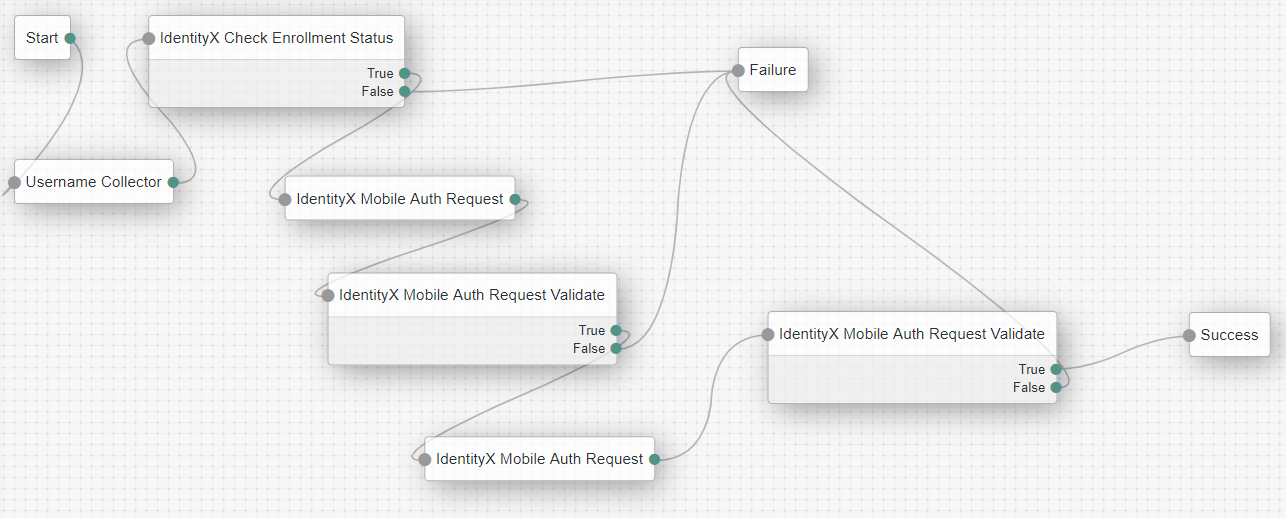 Start
IdentityX Check Enrollment Status
True
False
Failure
Username Collector
IdentityX Mobile Auth Request
IdentityX Mobile Auth Request Validate
True
False
IdentityX Mobile Auth Request Validate
True
False
Success
IdentityX Mobile Auth Request